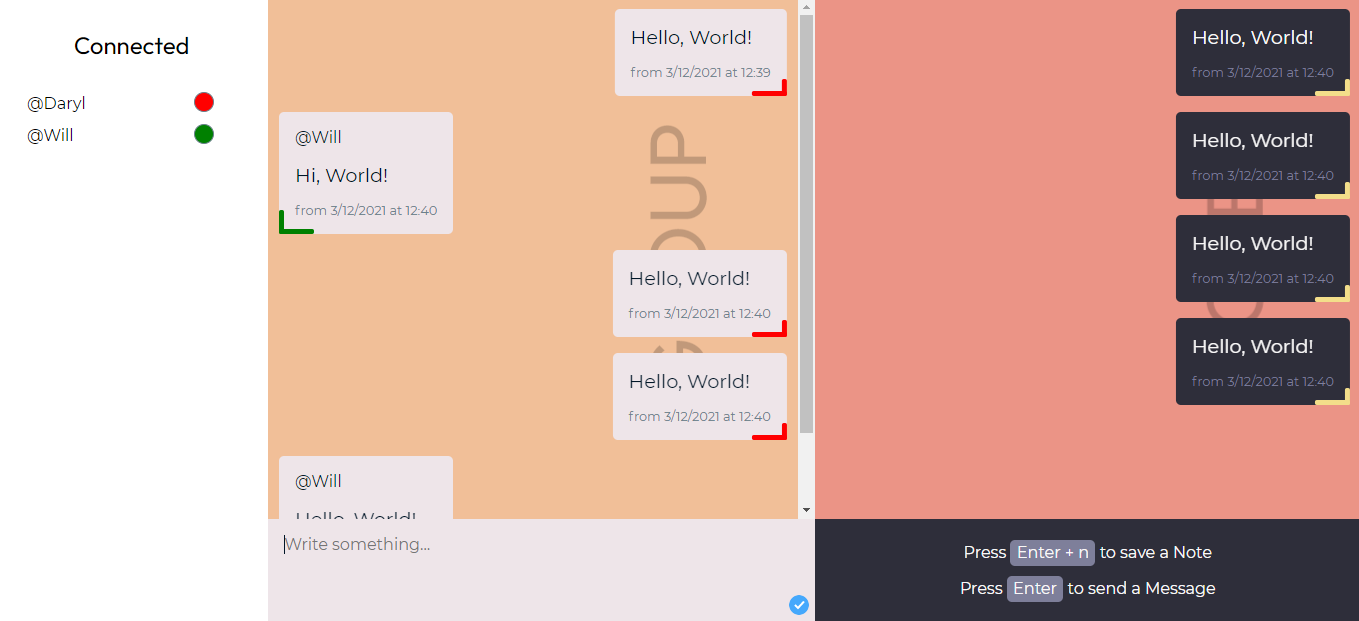 Connected
@Daryl
@Will
Hello, World!
from 3/12/2021 at 12:39
@Will
Hi, World!
from 3/12/2021 at 12:40
Hello, World!
from 3/12/2021 at 12:40
Hello, World!
from 3/12/2021 at 12:40
@Will
Hello, World!
Write something...
Hello, World!
from 3/12/2021 at 12:40
Hello, World!
from 3/12/2021 at 12:40
Hello, World!
from 3/12/2021 at 12:40
Hello, World!
from 3/12/2021 at 12:40
Press Enter + n to save a Note
Press Enter to send a Message